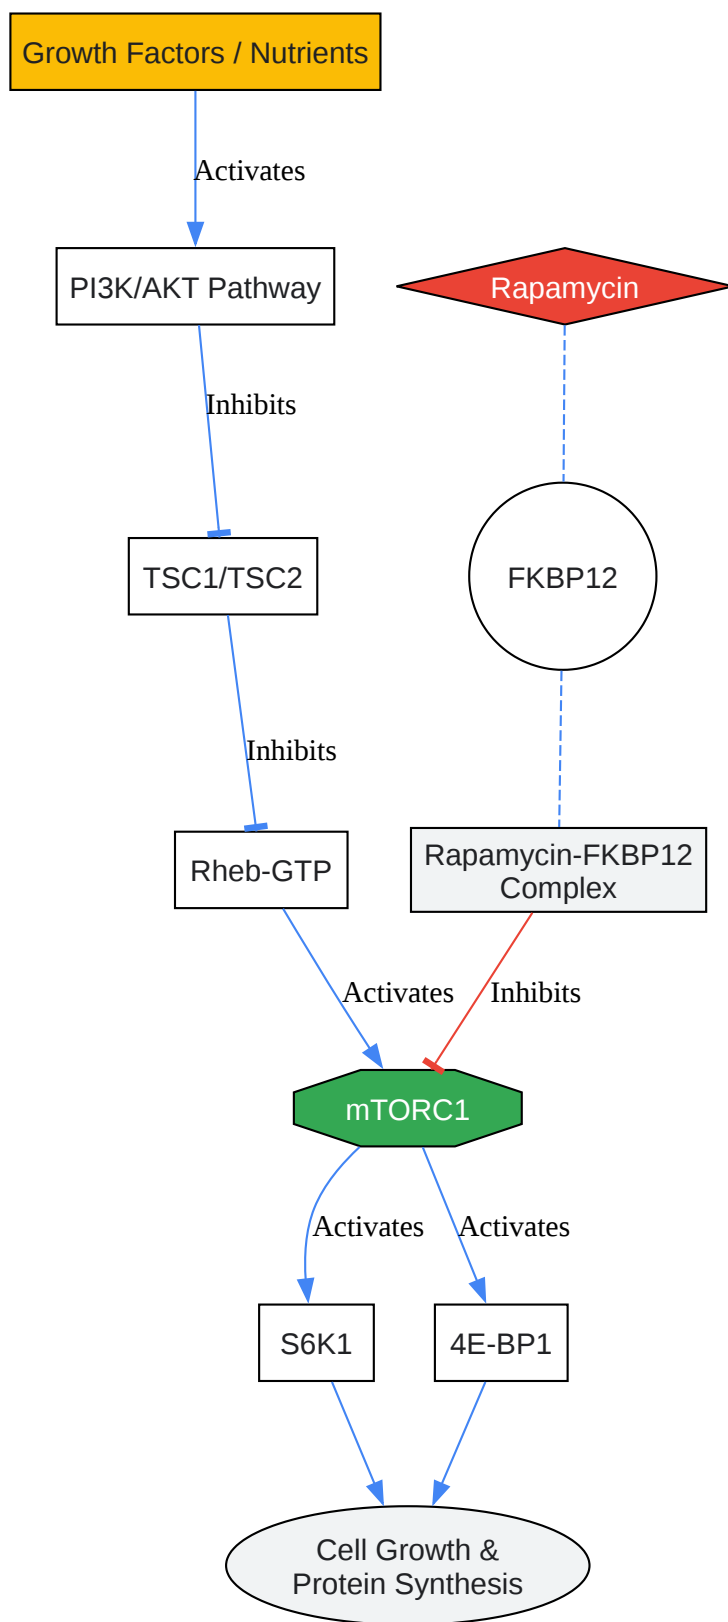 Growth Factors / Nutrients
Activates
PI3K/AKT Pathway
Rapamycin
Inhibits
TSC1/TSC2
FKBP12
Inhibits
Rheb-GTP
Rapamycin-FKBP12
Complex
Activates
Inhibits
mTORC1
Activates
Activates
S6K1
4E-BP1
Cell Growth &
Protein Synthesis